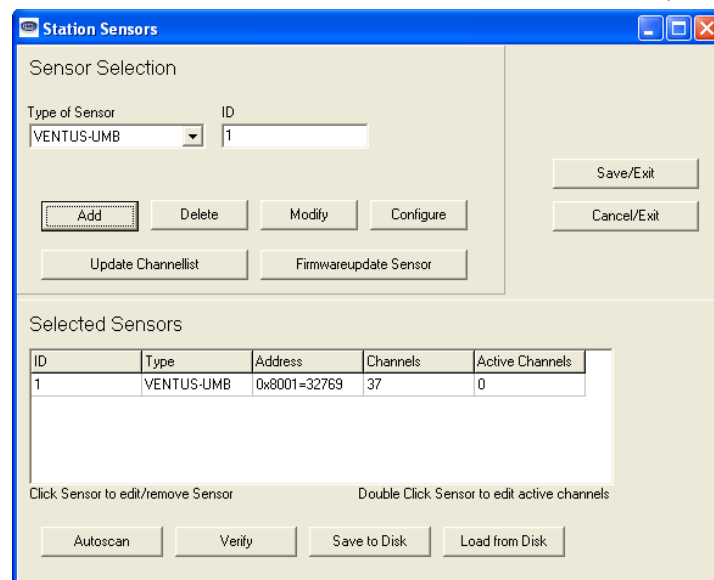 Station Sensors
Sensor Selection
Type of Sensor ID
VENTUS-UMB 1
Save/Exit
Add Delete Modify Configure Cancel/Exit
Update Channellist Firmwareupdate Sensor
Selected Sensors
ID Type Address Channels Active Channels
1 VENTUS-UMB 0x8001=32769 37 0
Click Sensor to edit/remove Sensor Double Click Sensor to edit active channels
Autoscan Verify Save to Disk Load from Disk